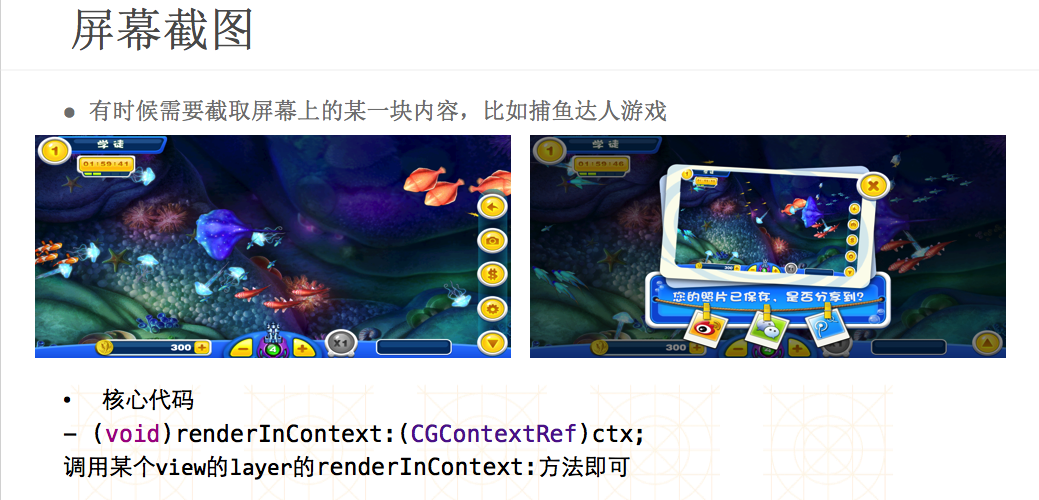 屏幕截图
● 有时候需要截取屏幕上的某一块内容，比如捕鱼达人游戏
1 学徒
01:59:41
300
4
X1
1
01:59:46
您的照片已保存，是否分享到?
300
• 核心代码
– (void)renderInContext:(CGContextRef)ctx;
调用某个view的layer的renderInContext:方法即可